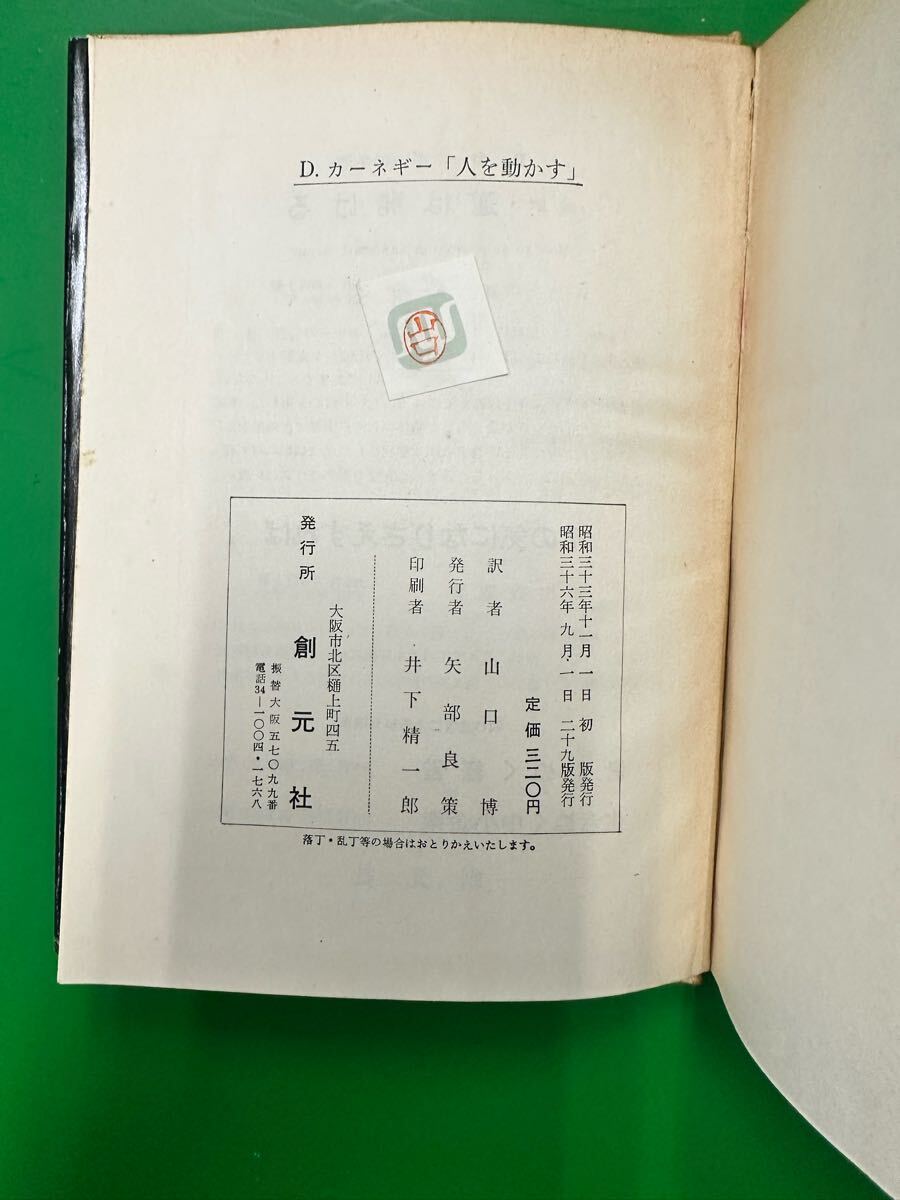 D. カーネギー「人を動かす」
山口
昭和三十三年十一月 一 日 初 版発行
昭和三十六年 九 月 一 日 二十九版発行
定価 三二〇円
訳 者 山口 博
発行者 矢部良策
印刷者 井下精一郎
大阪市北区樋上町四五
発行所 創元社
振替大阪五七〇九九番
電話34―一〇〇四・一七六八
落丁・乱丁等の場合はおとりかえいたします。